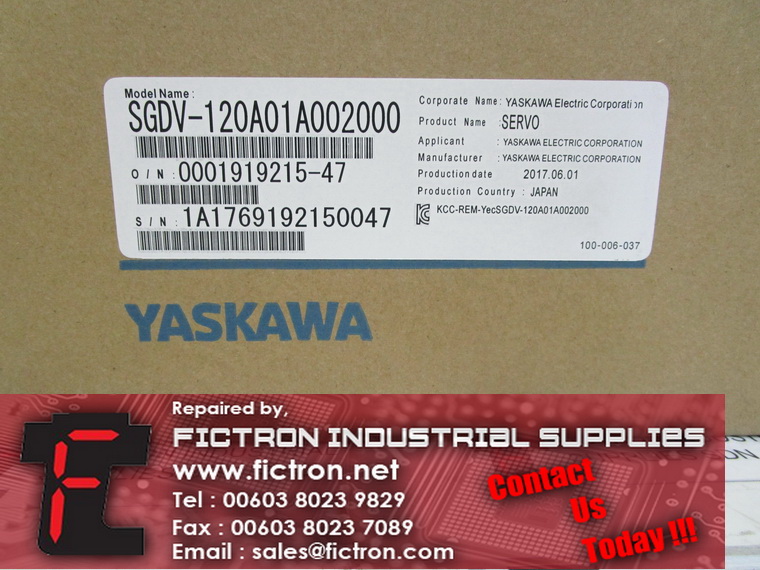 Model Name :
SGDV-120A01A002000
O / N : 0001919215-47
S / N : 1A1769192150047
Corporate Name : YASKAWA Electric Corporation
Product Name : SERVO
Applicant : YASKAWA ELECTRIC CORPORATION
Manufacturer : YASKAWA ELECTRIC CORPORATION
Production date 2017.06.01
Production Country : JAPAN
KCC-REM-YecSGDV-120A01A002000
100-006-037
YASKAWA
Repaired by,
FICTRON INDUSTRIAL SUPPLIES
www.fictron.net
Tel : 00603 8023 9829
Fax : 00603 8023 7089
Email : sales@fictron.com
Contact
Us
Today !!!